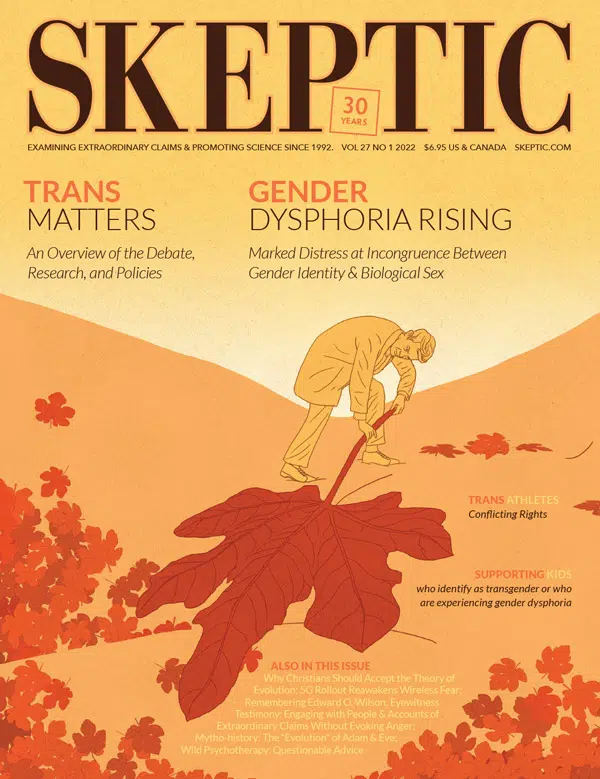 SKEPTIC
30
YEARS
EXAMINING EXTRAORDINARY CLAIMS & PROMOTING SCIENCE SINCE 1992. VOL 27 NO 1 2022 $6.95 US & CANADA SKEPTIC.COM
TRANS
MATTERS
An Overview of the Debate,
Research, and Policies
GENDER
DYSPHORIA RISING
Marked Distress at Incongruence Between
Gender Identity & Biological Sex
TRANS ATHLETES
Conflicting Rights
SUPPORTING KIDS
who identify as transgender or who
are experiencing gender dysphoria
ALSO IN THIS ISSUE
Why Christians Should Accept the Theory of
Evolution; 5G Rollout Reawakens Wireless Fear;
Remembering Edward O. Wilson, Eyewitness
Testimony: Engaging with People & Accounts of
Extraordinary Claims Without Evoking Anger;
Mytho-history: The "Evolution" of Adam & Eve;
Wild Psychotherapy: Questionable Advice